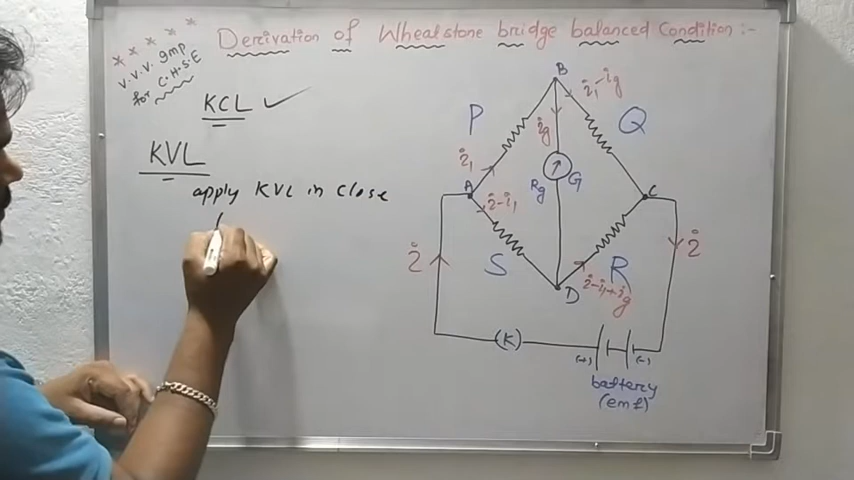 Derivation of Wheatstone bridge balanced Condition :-
V.V.V. gmp
for C.H.S.E
KCL
KVL
apply KVL in close
B
i1-ig
P
Q
ig
i1
A
Rg
G
C
i-i1
i
i
S
R
D
i-i1+ig
(K)
(+)
(-)
battery
(emf)